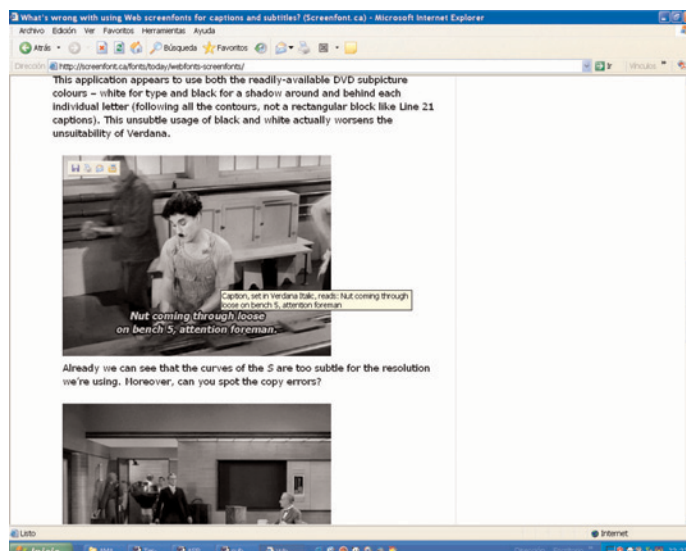 What's wrong with using Web screenfonts for captions and subtitles? (Screenfont.ca) - Microsoft Internet Explorer
Archivo Edición Ver Favoritos Herramientas Ayuda
Atrás Búsqueda Favoritos
Dirección http://screenfont.ca/fonts/today/webfonts-screenfonts/ Ir Vínculos
This application appears to use both the readily-available DVD subpicture
colours – white for type and black for a shadow around and behind each
individual letter (following all the contours, not a rectangular block like Line 21
captions). This unsubtle usage of black and white actually worsens the
unsuitability of Verdana.
Caption, set in Verdana Italic, reads: Nut coming through
loose on bench 5, attention foreman
Nut coming through loose
on bench 5, attention foreman.
Already we can see that the curves of the S are too subtle for the resolution
we're using. Moreover, can you spot the copy errors?
Listo Internet
Inicio